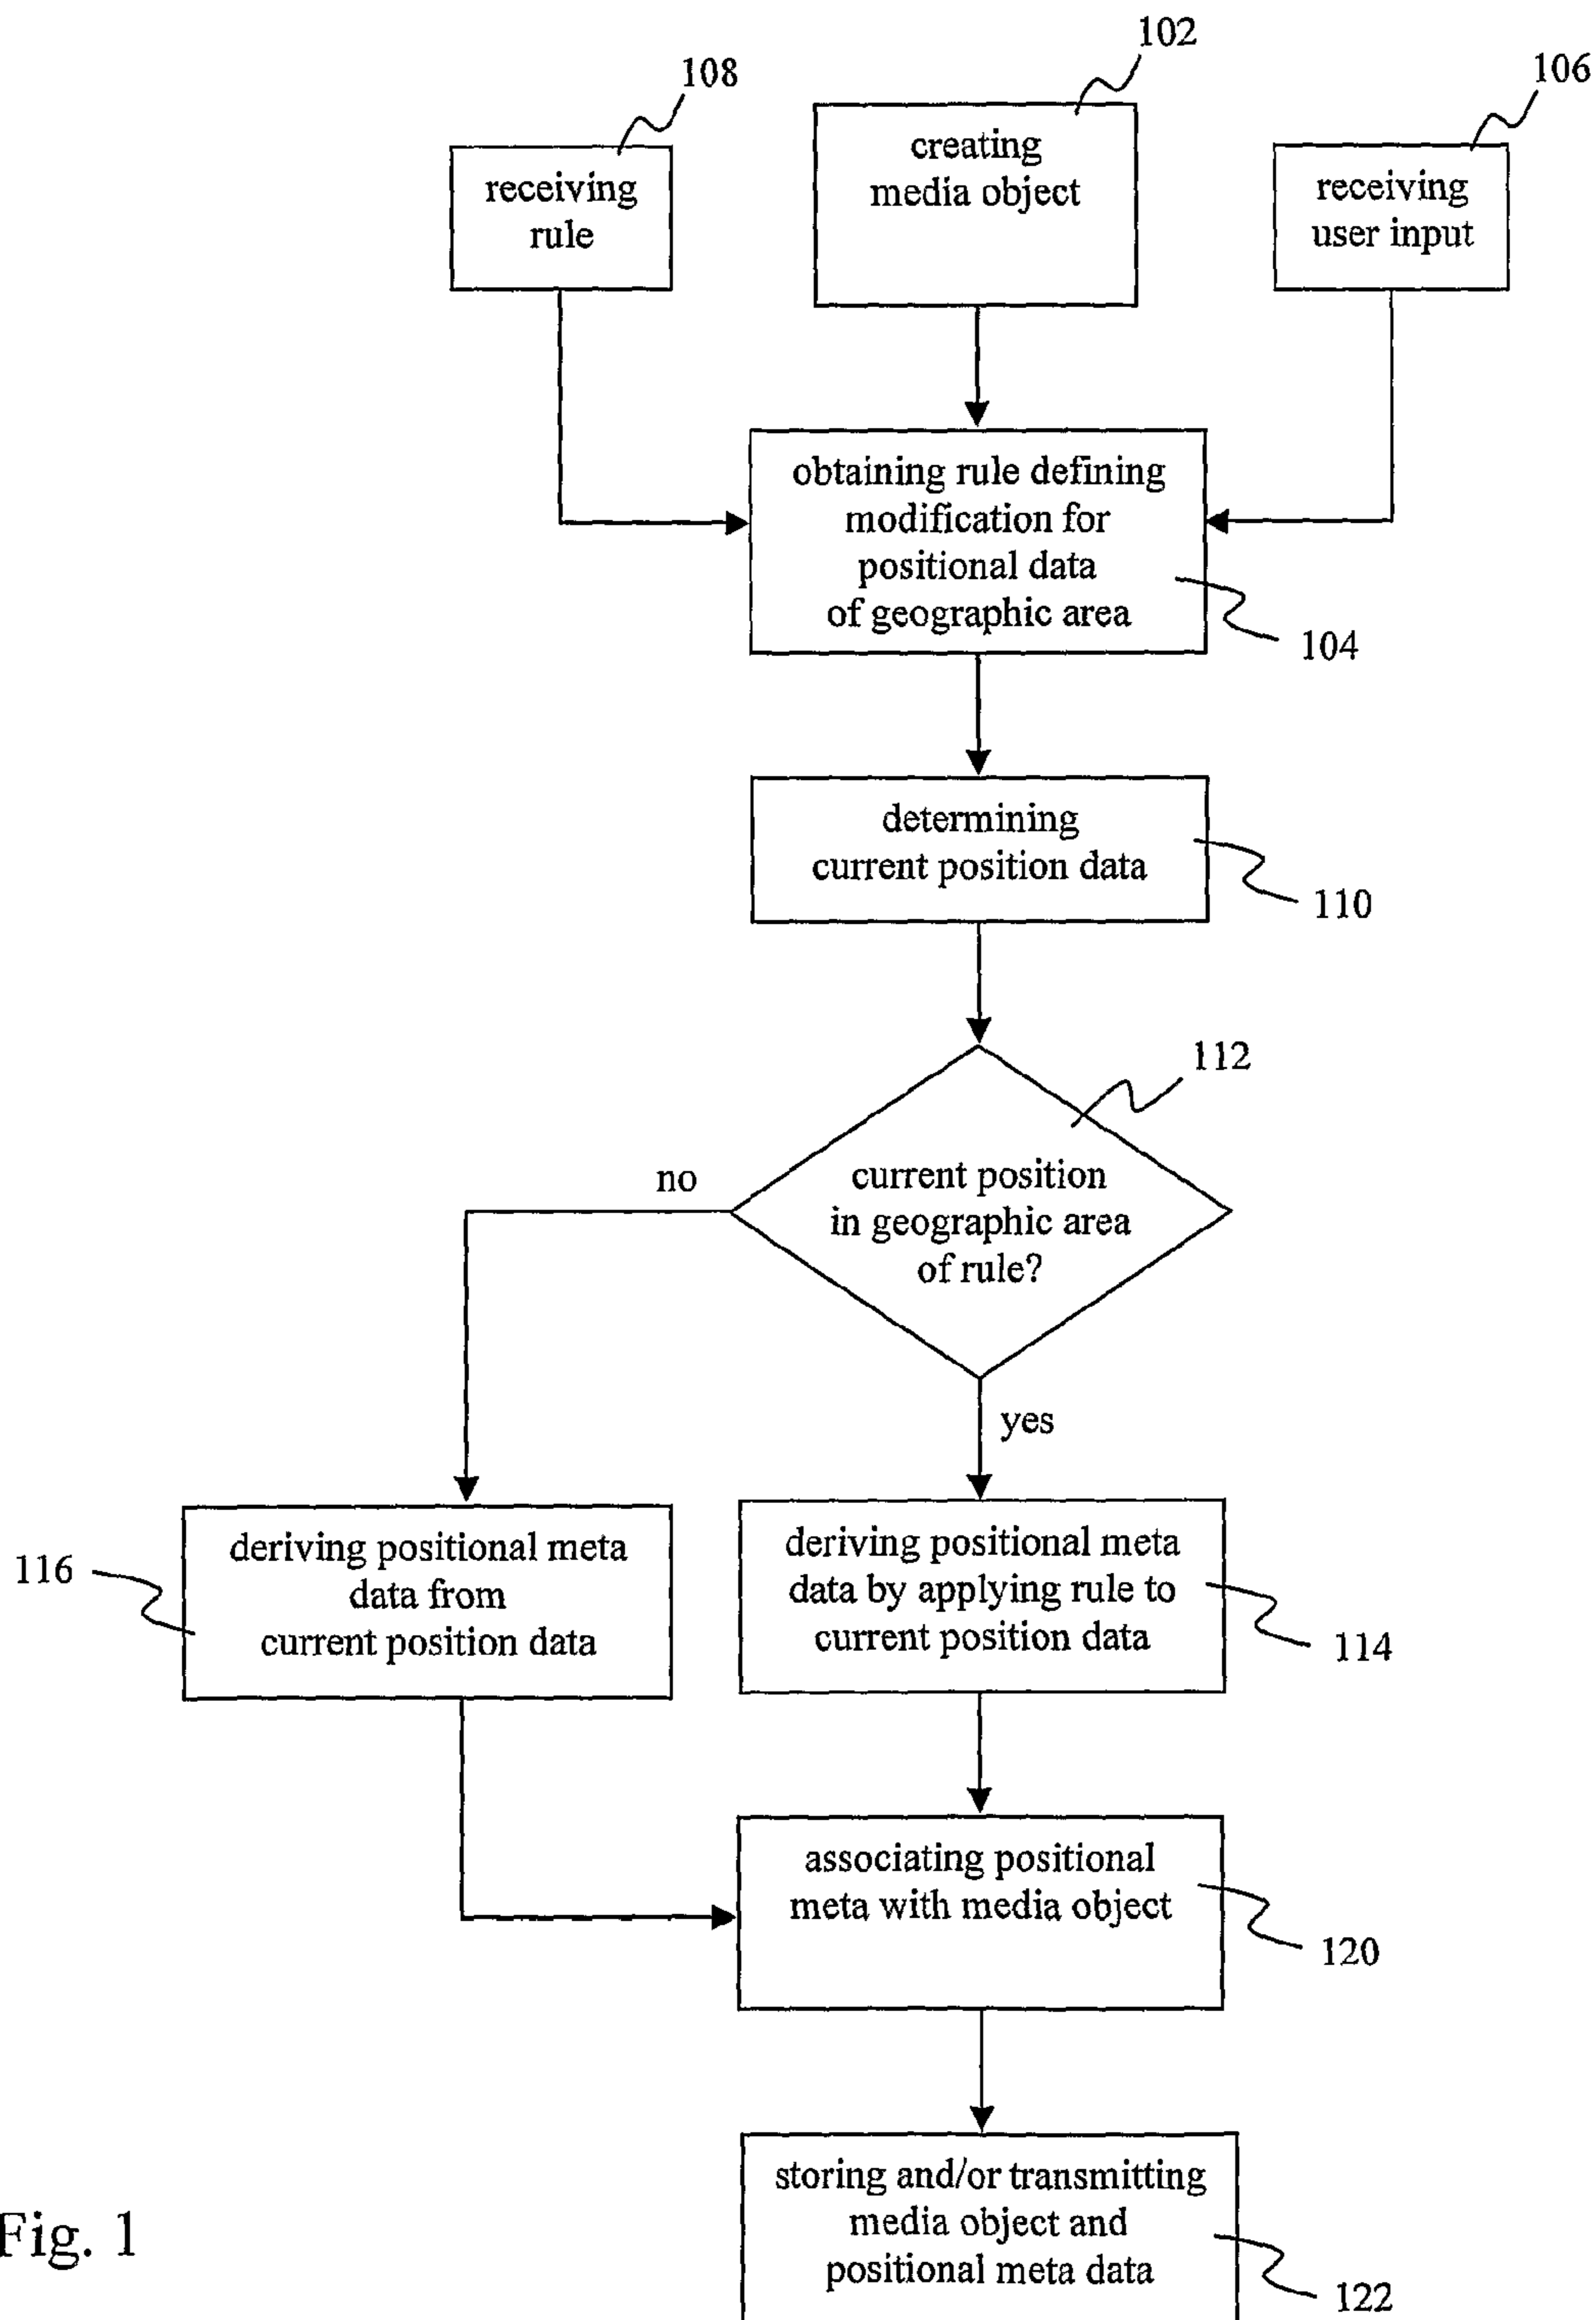 102
108
106
creating
media object
receiving
rule
receiving
user input
obtaining rule defining
modification for
positional data
of geographic area
104
determining
current position data
110
112
no
current position
in geographic area
of rule?
yes
116
deriving positional meta
data from
current position data
deriving positional meta
data by applying rule to
current position data
114
associating positional
meta with media object
120
storing and/or transmitting
media object and
positional meta data
122
Fig. 1